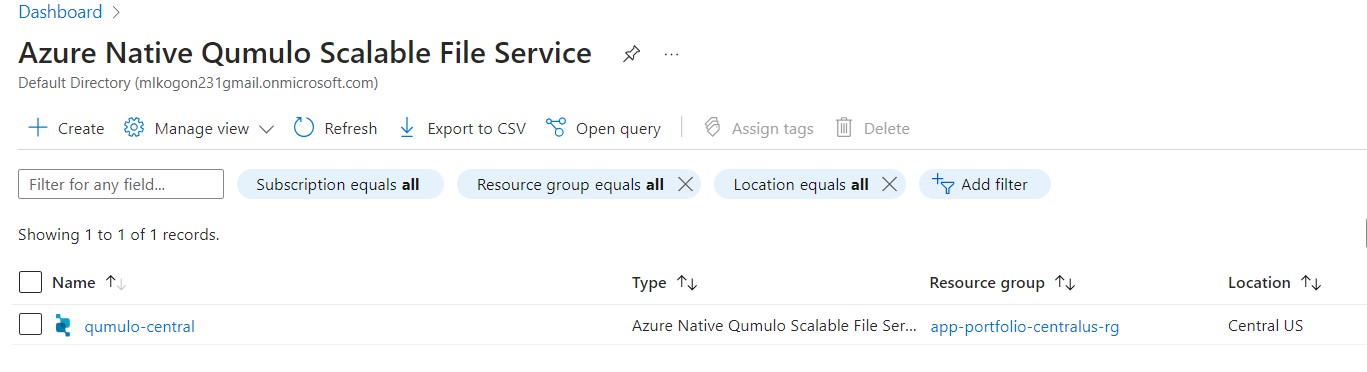 Dashboard >
Azure Native Qumulo Scalable File Service ...
Default Directory (mlkogon231gmail.onmicrosoft.com)
Create Manage view Refresh Export to CSV Open query Assign tags Delete
Filter for any field... Subscription equals all Resource group equals all Location equals all Add filter
Showing 1 to 1 of 1 records.
Name Type Resource group Location
qumulo-central Azure Native Qumulo Scalable File Ser... app-portfolio-centralus-rg Central US